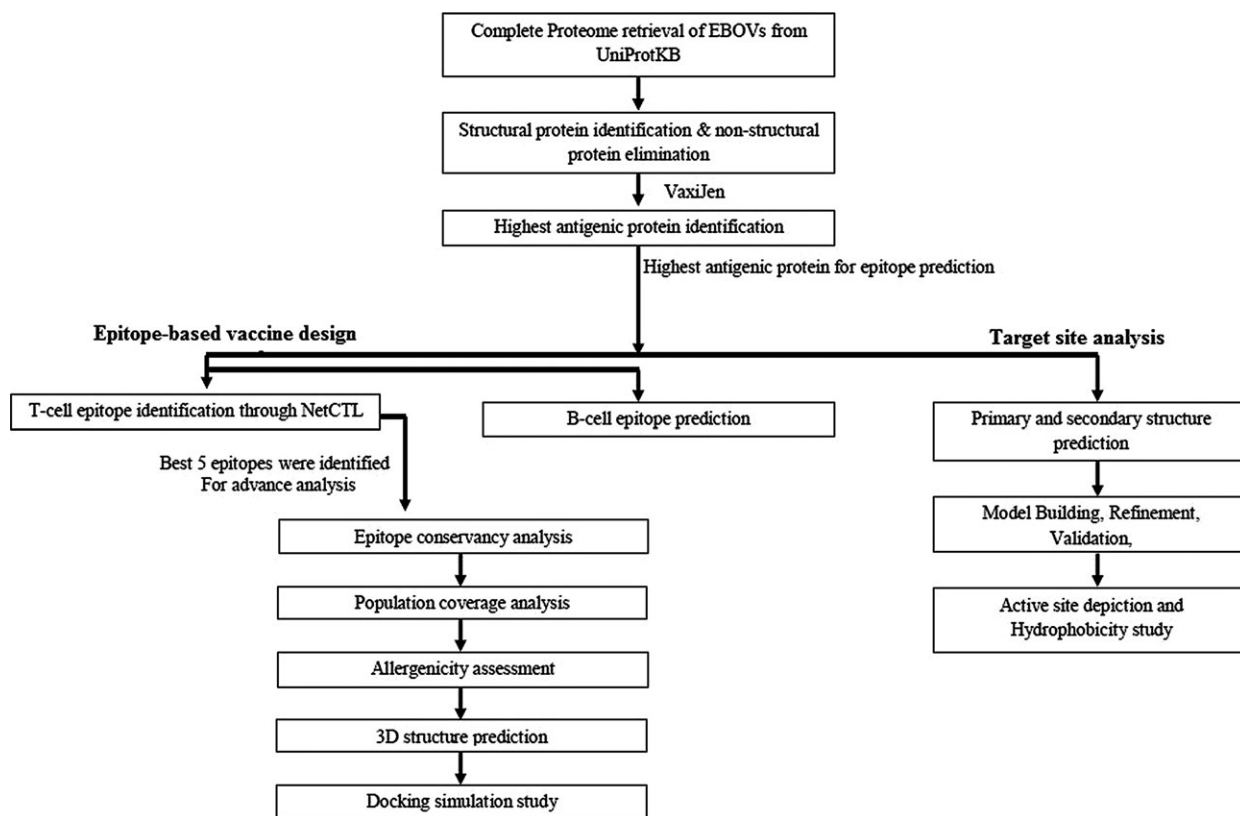 Complete Proteome retrieval of EBOVs from
UniProtKB
Structural protein identification & non-structural
protein elimination
VaxiJen
Highest antigenic protein identification
Highest antigenic protein for epitope prediction
Epitope-based vaccine design
Target site analysis
T-cell epitope identification through NetCTL
B-cell epitope prediction
Primary and secondary structure
prediction
Best 5 epitopes were identified
For advance analysis
Model Building, Refinement,
Validation,
Epitope conservancy analysis
Population coverage analysis
Active site depiction and
Hydrophobicity study
Allergenicity assessment
3D structure prediction
Docking simulation study